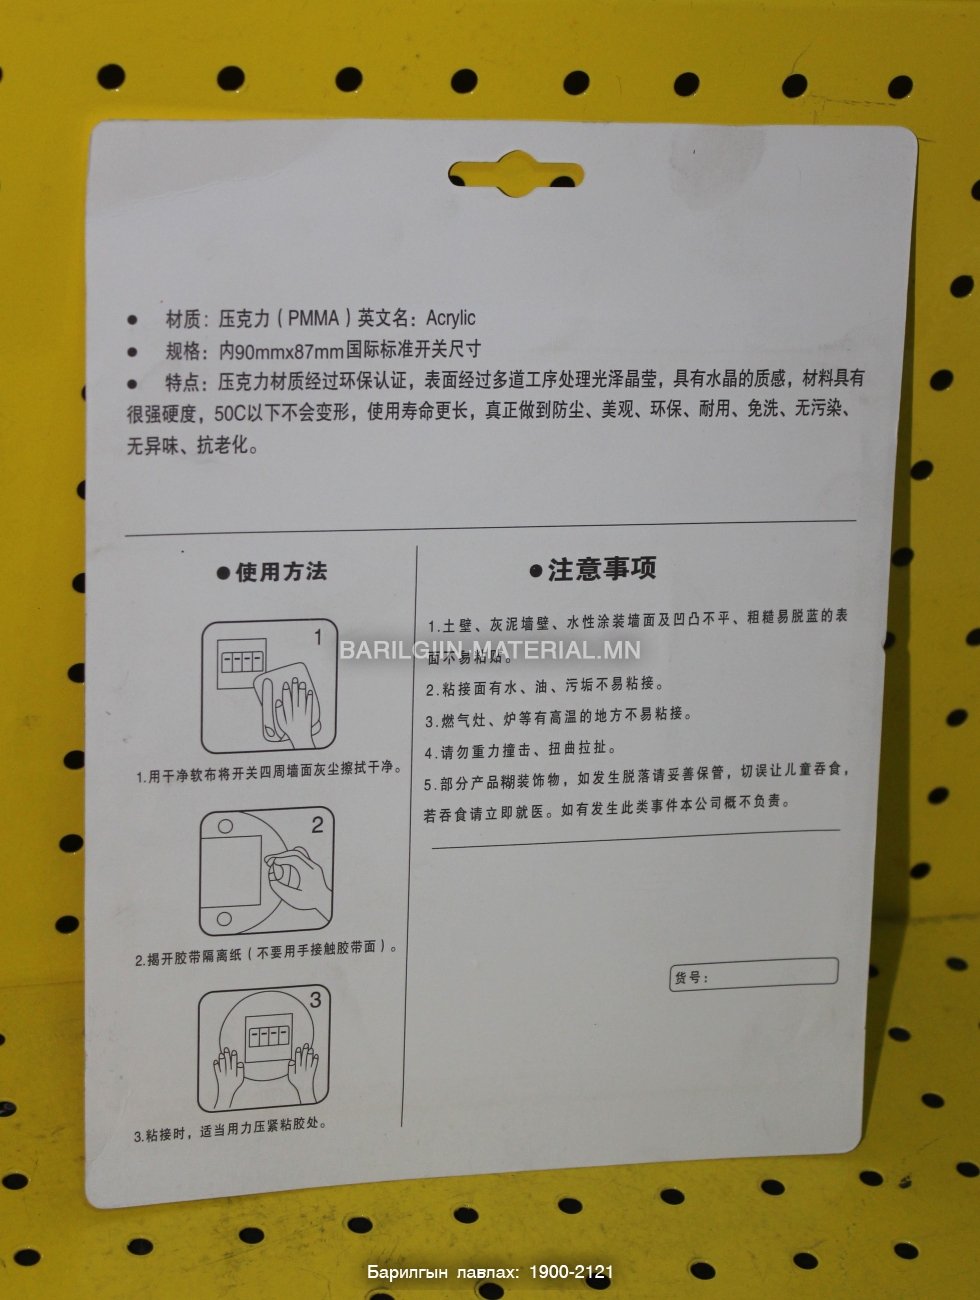 ● 材质：压克力（PMMA）英文名：Acrylic
● 规格：内90mmx87mm国际标准开关尺寸
● 特点：压克力材质经过环保认证，表面经过多道工序处理光泽晶莹，具有水晶的质感，材料具有
很强硬度，50C以下不会变形，使用寿命更长，真正做到防尘、美观、环保、耐用、免洗、无污染、
无异味、抗老化。
●使用方法
1
1.用干净软布将开关四周墙面灰尘擦拭干净。
2
2.揭开胶带隔离纸（不要用手接触胶带面）。
3
3.粘接时，适当用力压紧粘胶处。
●注意事项
1.土壁、灰泥墙壁、水性涂装墙面及凹凸不平、粗糙易脱蓝的表
面不易粘贴。
2.粘接面有水、油、污垢不易粘接。
3.燃气灶、炉等有高温的地方不易粘接。
4.请勿重力撞击、扭曲拉扯。
5.部分产品糊装饰物，如发生脱落请妥善保管，切误让儿童吞食，
若吞食请立即就医。如有发生此类事件本公司概不负责。
货号：
BARILGIIN-MATERIAL.MN
Барилгын лавлах: 1900-2121